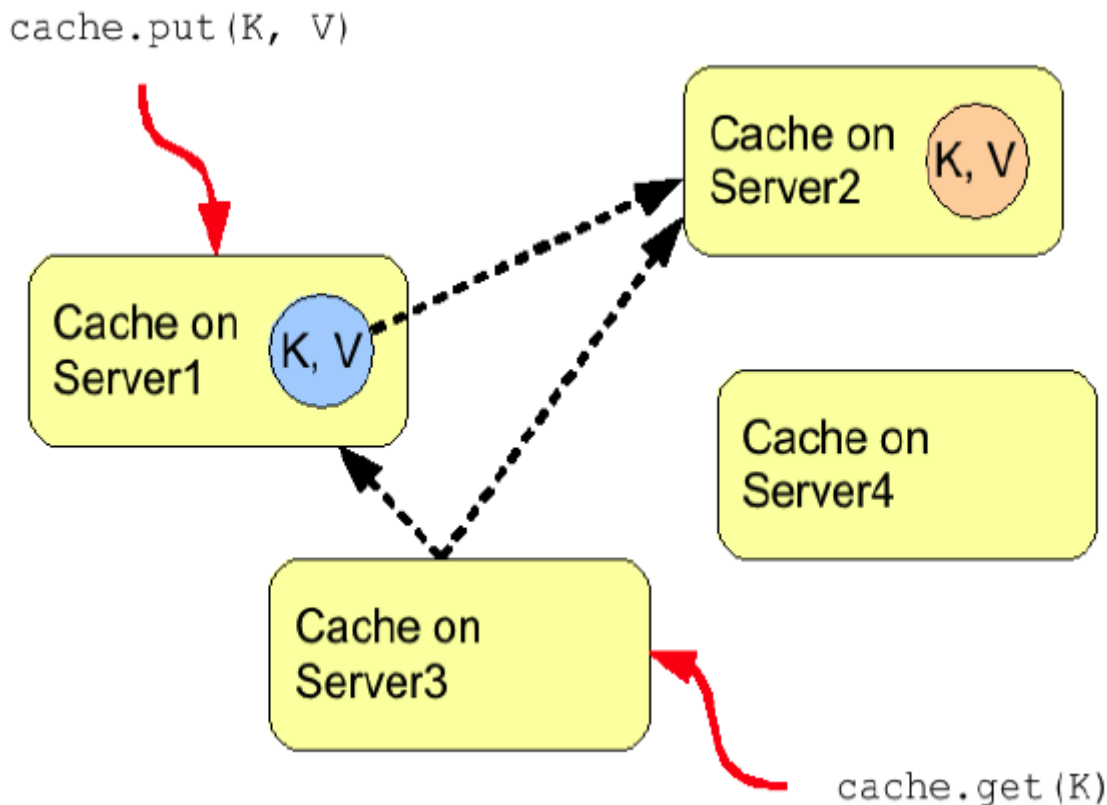 cache.put(K, V)
Cache on
Server2
K, V
Cache on
Server1
K, V
Cache on
Server4
Cache on
Server3
cache.get(K)